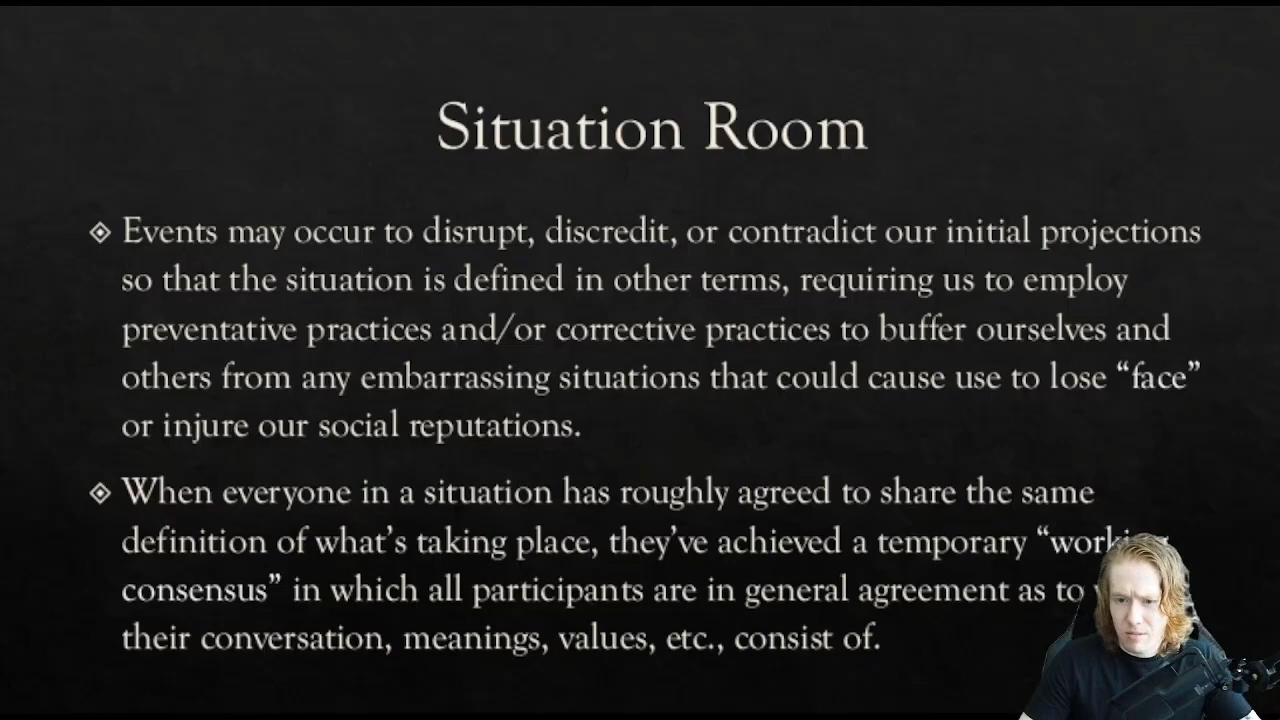 Situation Room
Events may occur to disrupt, discredit, or contradict our initial projections
so that the situation is defined in other terms, requiring us to employ
preventative practices and/or corrective practices to buffer ourselves and
others from any embarrassing situations that could cause use to lose “face”
or injure our social reputations.
When everyone in a situation has roughly agreed to share the same
definition of what’s taking place, they’ve achieved a temporary
consensus” in which all participants are in general agreement as to
their conversation, meanings, values, etc., consist of.